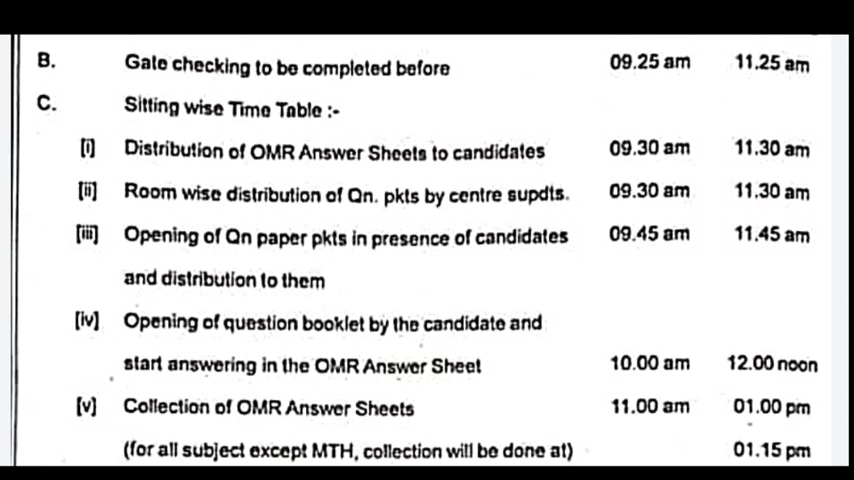 B. Gate checking to be completed before 09.25 am 11.25 am
C. Sitting wise Time Table :-
[i] Distribution of OMR Answer Sheets to candidates 09.30 am 11.30 am
[ii] Room wise distribution of Qn. pkts by centre supdts. 09.30 am 11.30 am
[iii] Opening of Qn paper pkts in presence of candidates 09.45 am 11.45 am
and distribution to them
[iv] Opening of question booklet by the candidate and
start answering in the OMR Answer Sheet 10.00 am 12.00 noon
[v] Collection of OMR Answer Sheets 11.00 am 01.00 pm
(for all subject except MTH, collection will be done at) 01.15 pm